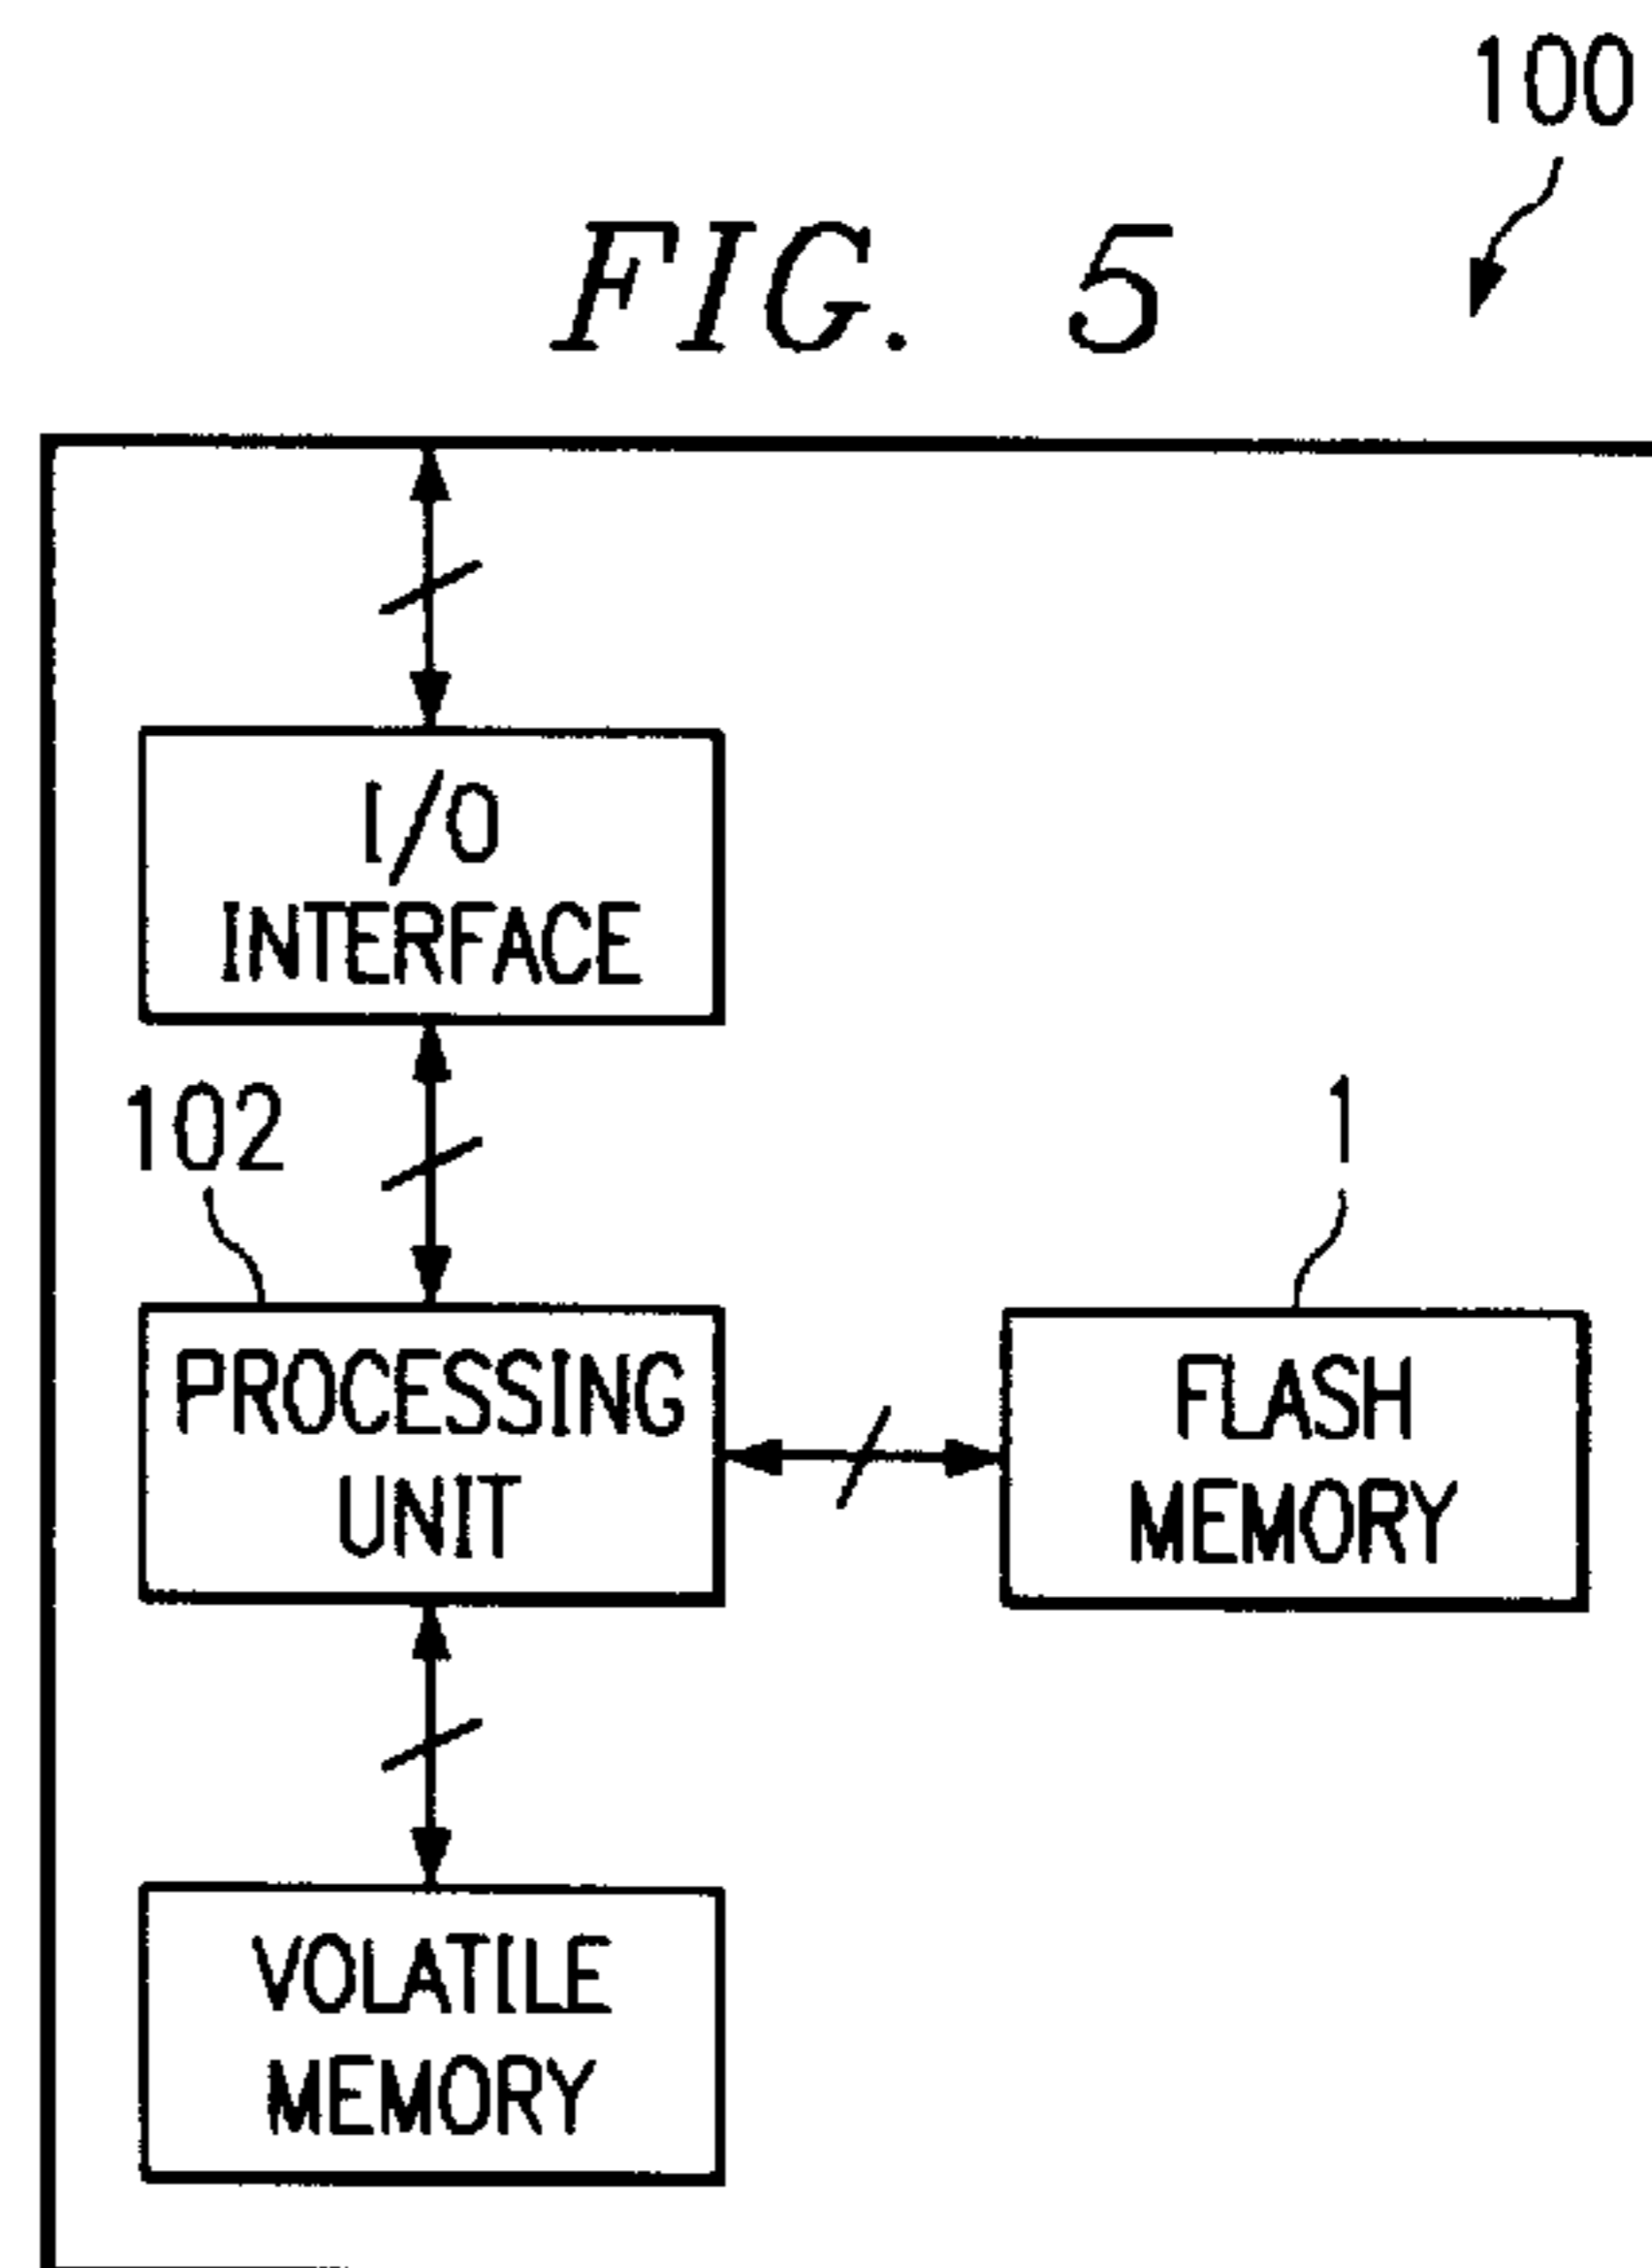 100
FIG. 5
I/O
INTERFACE
102
1
PROCESSING
UNIT
FLASH
MEMORY
VOLATILE
MEMORY